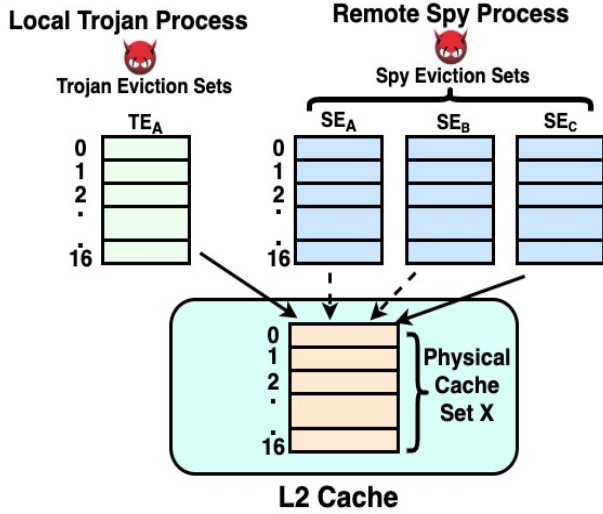 Local Trojan Process
Remote Spy Process
Trojan Eviction Sets
Spy Eviction Sets
TEA
SEA
SEB
SEC
0
1
2
.
.
16
0
1
2
.
.
16
0
1
2
.
.
16
Physical
Cache
Set X
L2 Cache